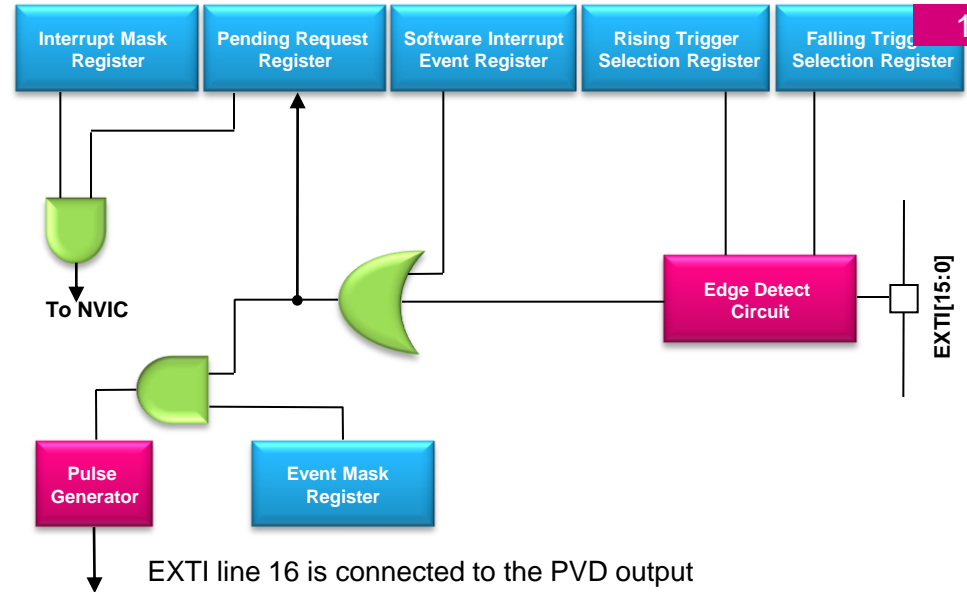 Interrupt Mask
Register
Pending Request
Register
Software Interrupt
Event Register
Rising Trigger
Selection Register
Falling
Selection Register
1
To NVIC
Edge Detect
Circuit
EXTI[15:0]
Pulse
Generator
Event Mask
Register
EXTI line 16 is connected to the PVD output